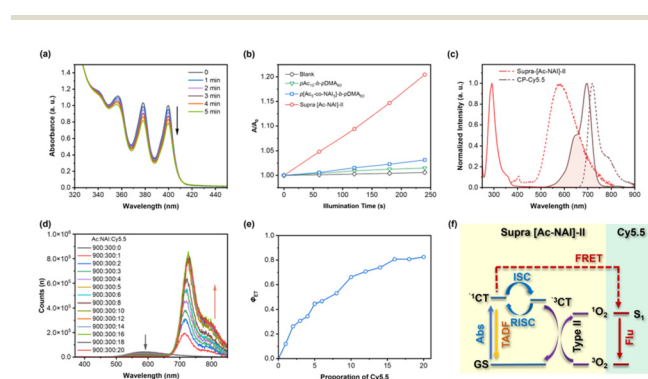 (a)
Absorbance (a. u.)
1.4
1.2
1.0
0.8
0.6
0.4
0.2
0.0
0
1 min
2 min
3 min
4 min
5 min
320 340 360 380 400 420 440
Wavelength (nm)
(b)
A/A₀
1.20
1.15
1.10
1.05
1.00
Blank
Supra [Ac-NAI]-II
0 50 100 150 200 250
Illumination Time (s)
(c)
Normalized Intensity (a. u.)
1.0
0.8
0.6
0.4
0.2
0.0
Supra-[Ac-NAI]-II
CP-Cy5.5
300 400 500 600 700 800 900
Wavelength (nm)
(d)
Counts (n)
Ac:NAI:Cy5.5
900:300:0
900:300:1
900:300:2
900:300:3
900:300:4
900:300:5
900:300:6
900:300:8
900:300:10
900:300:12
900:300:14
900:300:16
900:300:18
900:300:20
400 500 600 700 800
Wavelength (nm)
(e)
Φ_ET
1.0
0.8
0.6
0.4
0.2
0.0
0 5 10 15 20
Proporation of Cy5.5
(f)
Supra [Ac-NAI]-II Cy5.5
FRET
ISC
¹CT ³CT
RISC
¹O₂ S₁
Abs
TADF
Type II
Flu
GS ³O₂